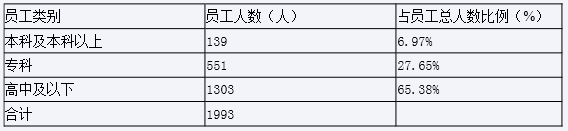 员工类别 员工人数（人） 占员工总人数比例（%）
本科及本科以上 139 6.97%
专科 551 27.65%
高中及以下 1303 65.38%
合计 1993